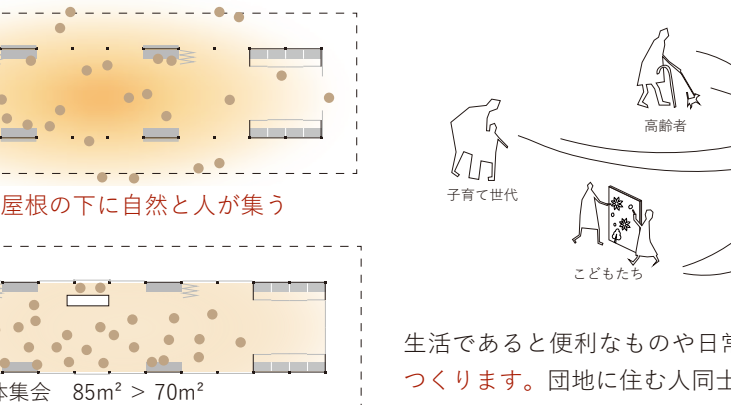 屋根の下に自然と人が集う
体集会　85m² > 70m²
高齢者
子育て世代
こどもたち
生活であると便利なものや日常
つくります。団地に住む人同士